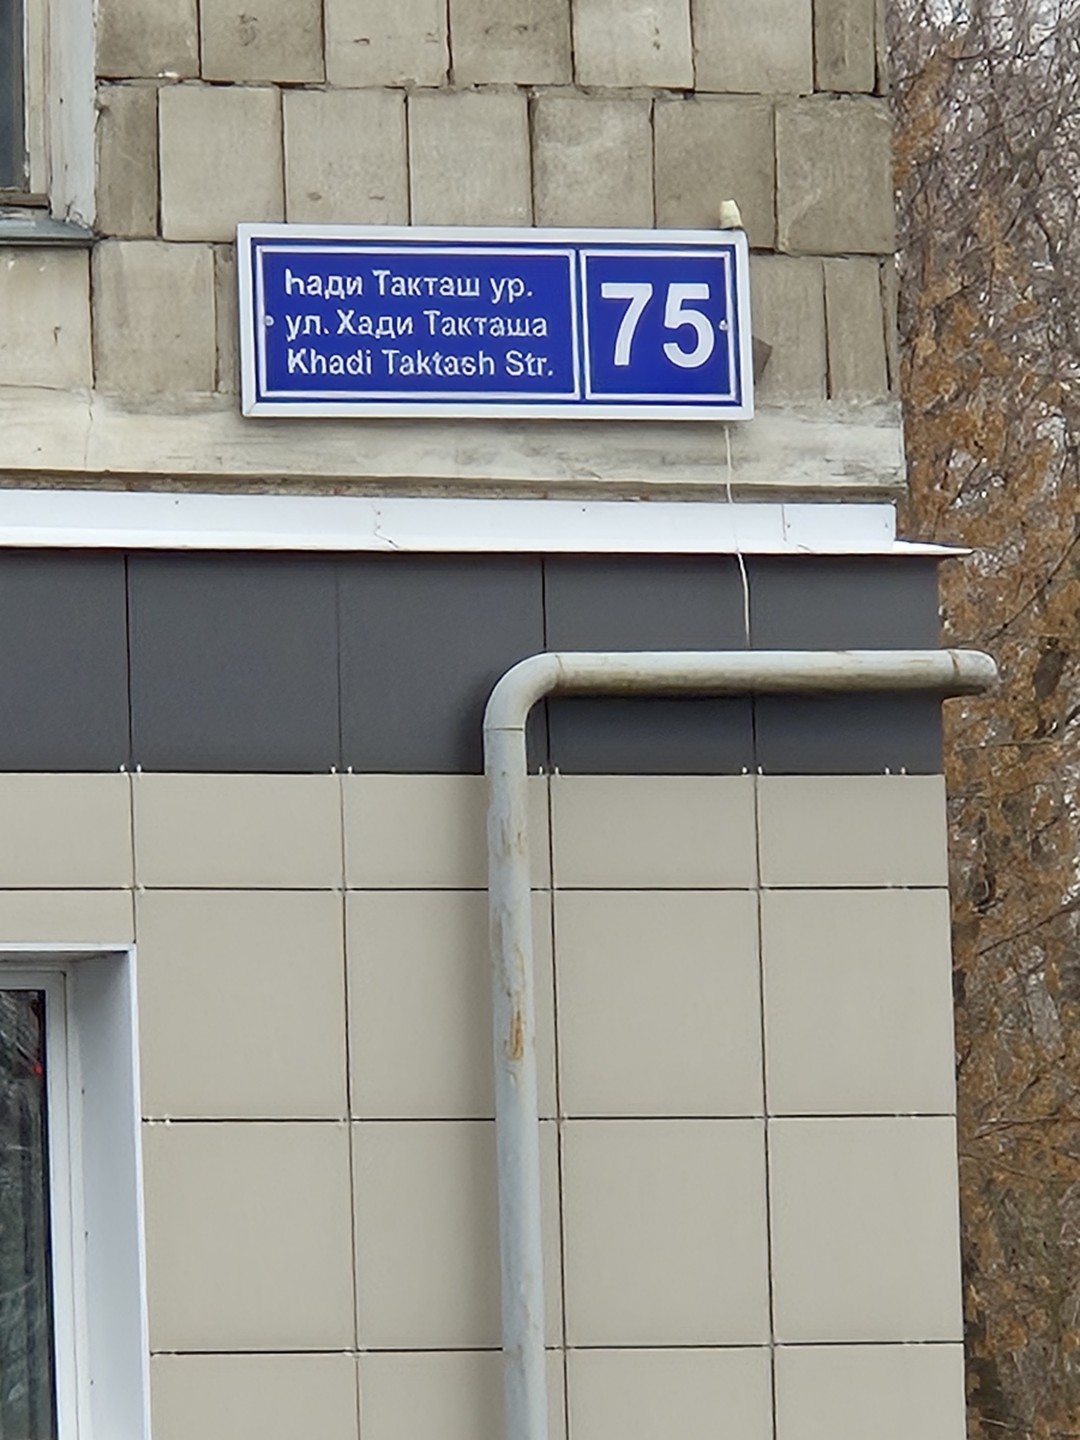 Һади Такташ ур.
ул. Хади Такташа
Khadi Taktash Str.
75